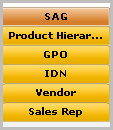 SAG
Product Hierar...
GPO
IDN
Vendor
Sales Rep